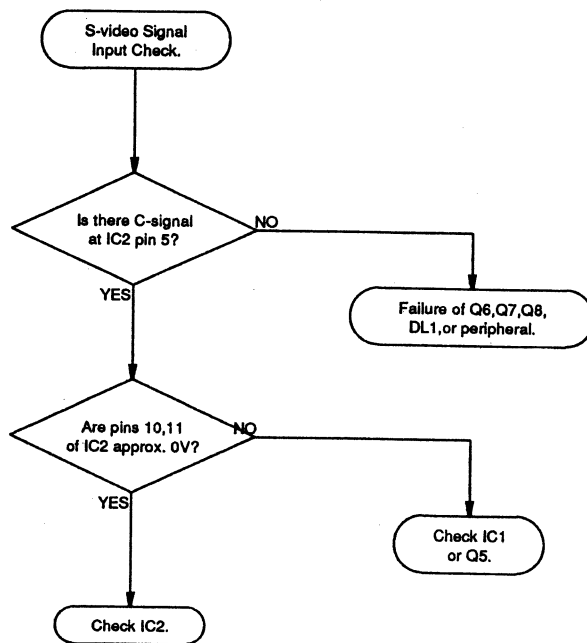 S-video Signal
Input Check.
Is there C-signal
at IC2 pin 5?
NO
YES
Failure of Q6,Q7,Q8,
DL1,or peripheral.
Are pins 10,11
of IC2 approx. 0V?
NO
YES
Check IC1
or Q5.
Check IC2.